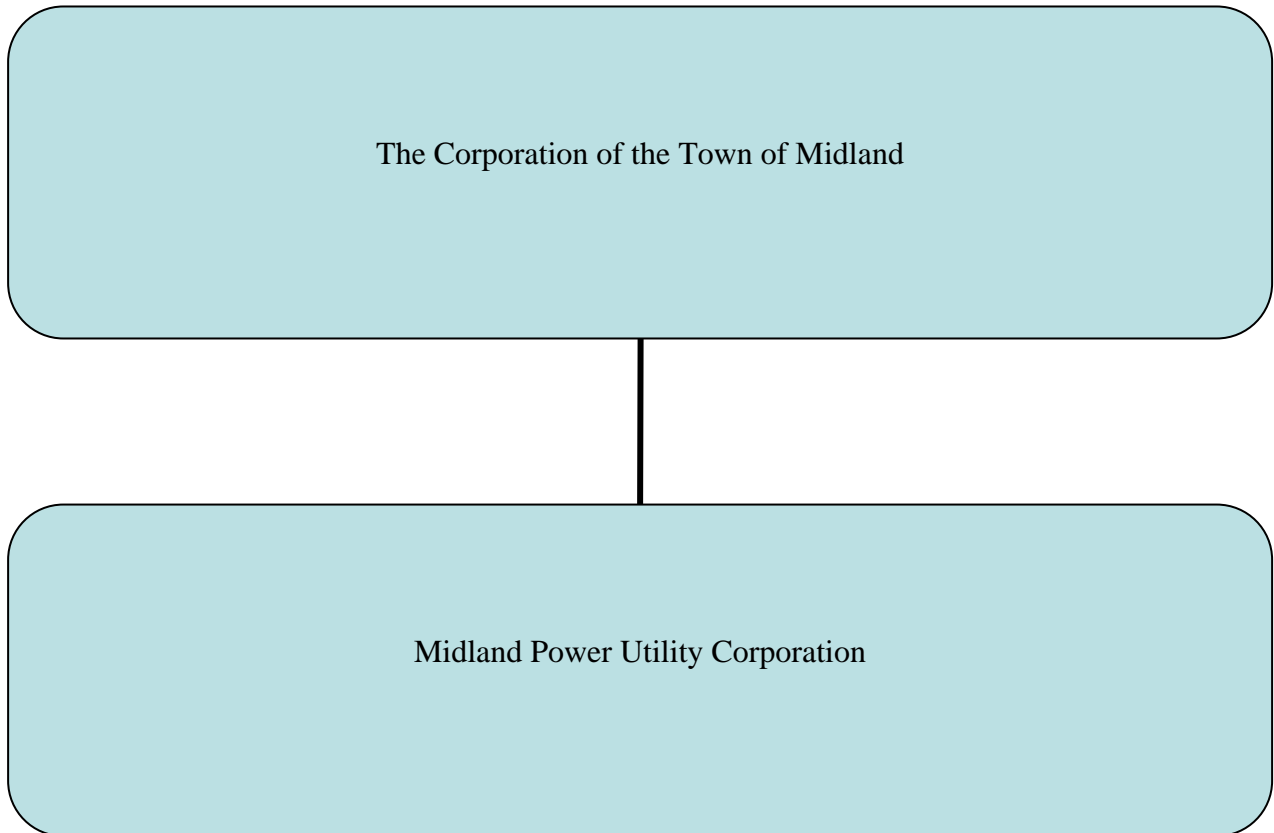 The Corporation of the Town of Midland
Midland Power Utility Corporation